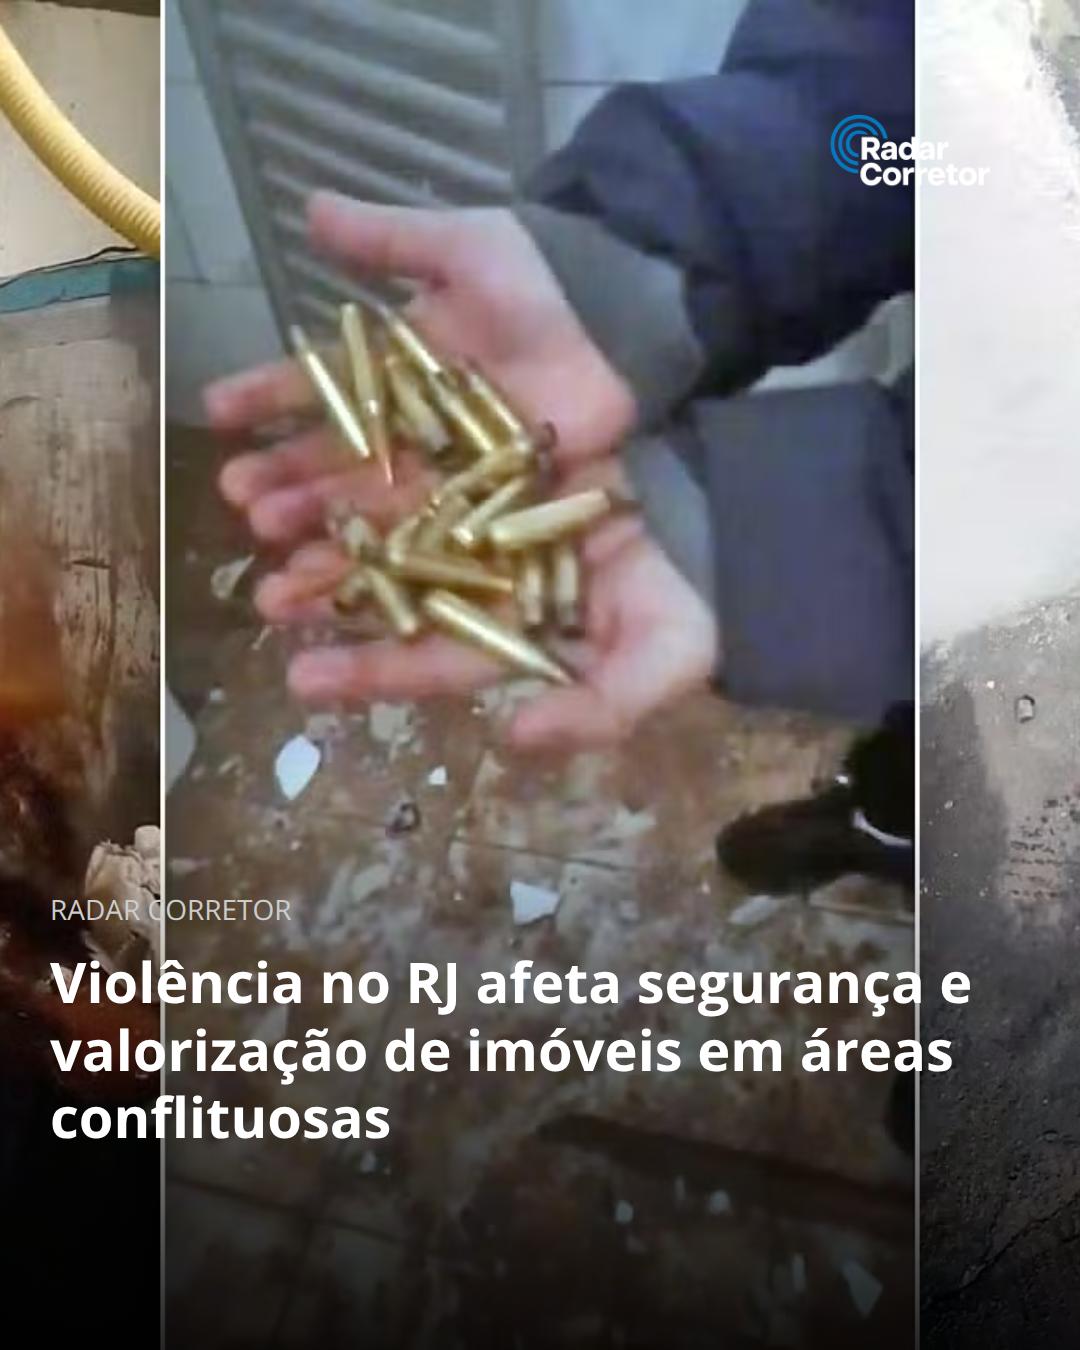 Radar
Corretor
RADAR CORRETOR
Violência no RJ afeta segurança e
valorização de imóveis em áreas
conflituosas